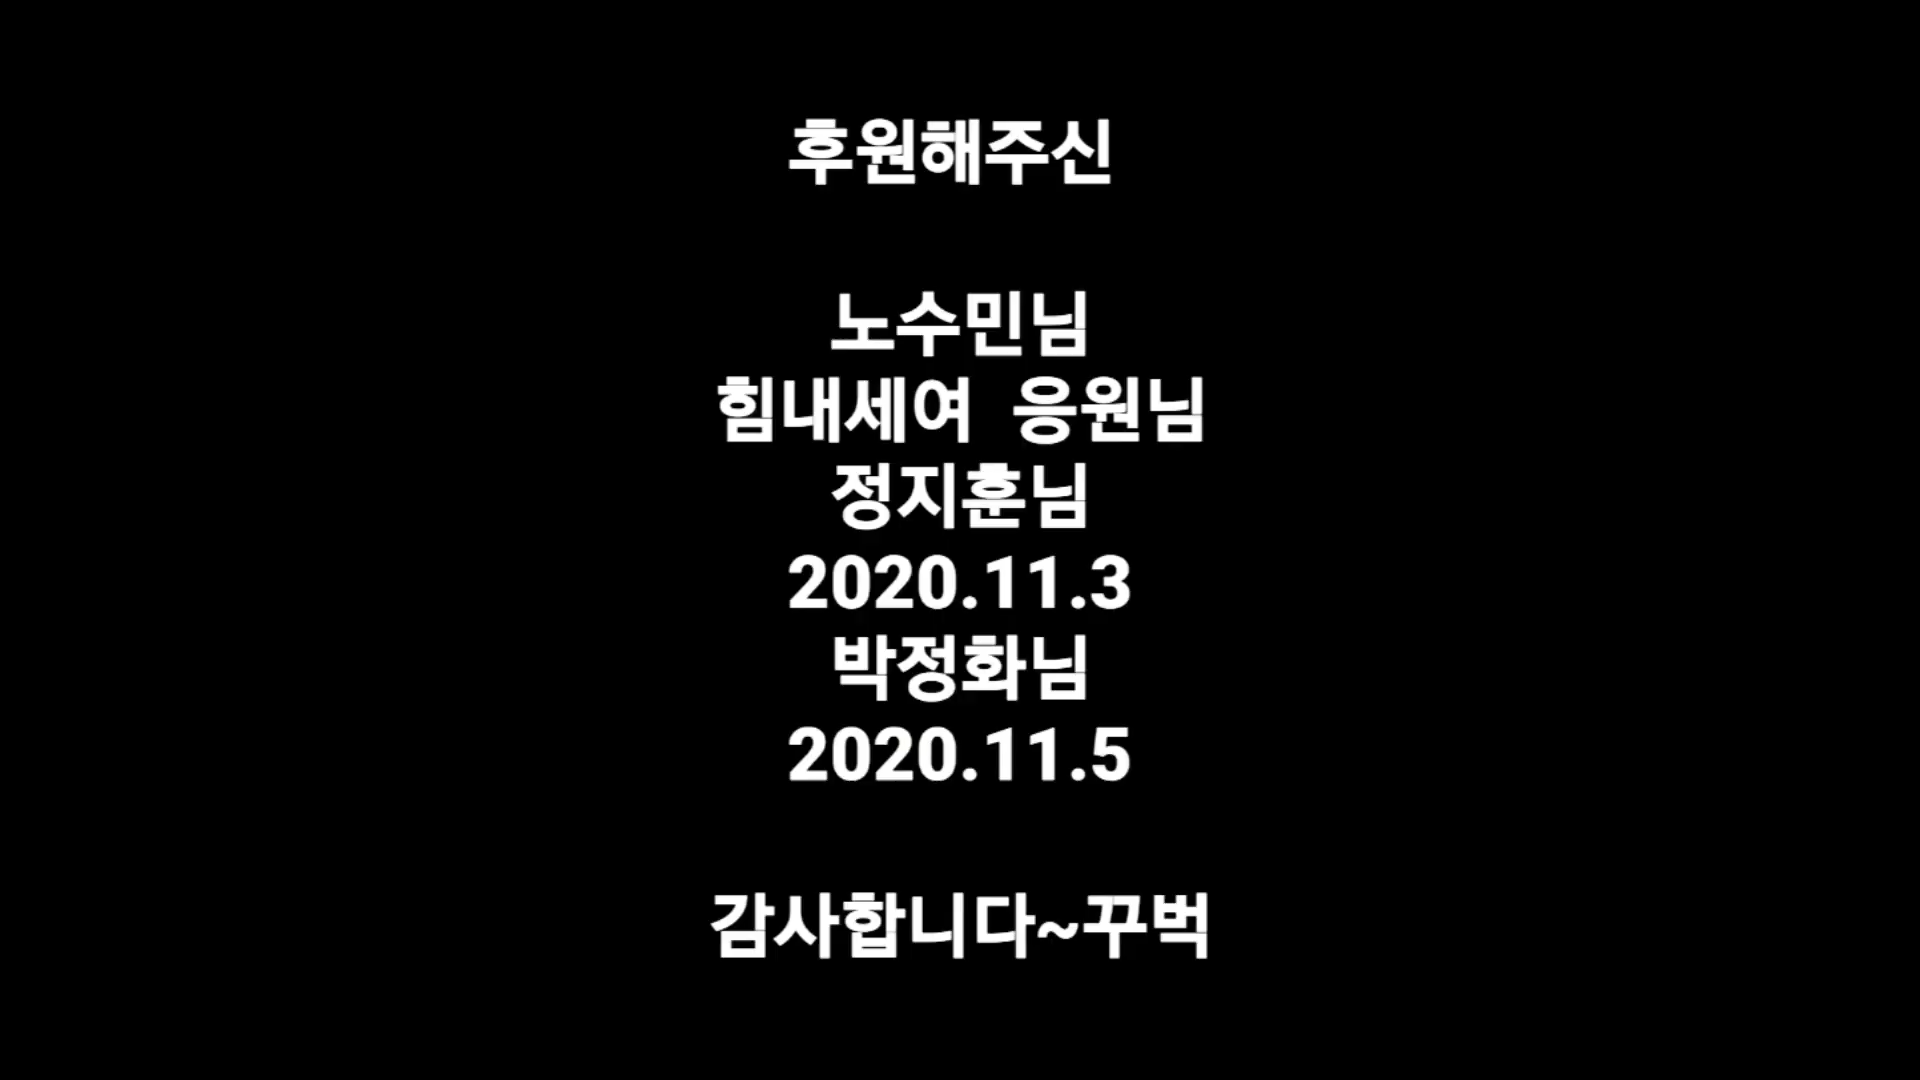 후원해주신
노수민님
힘내세여 응원님
정지훈님
2020.11.3
박정화님
2020.11.5
감사합니다~꾸벅